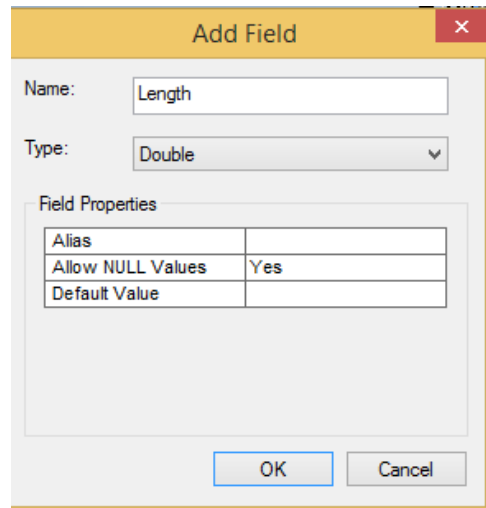 Add Field
Name: Length
Type: Double
Field Properties
Alias
Allow NULL Values Yes
Default Value
OK Cancel